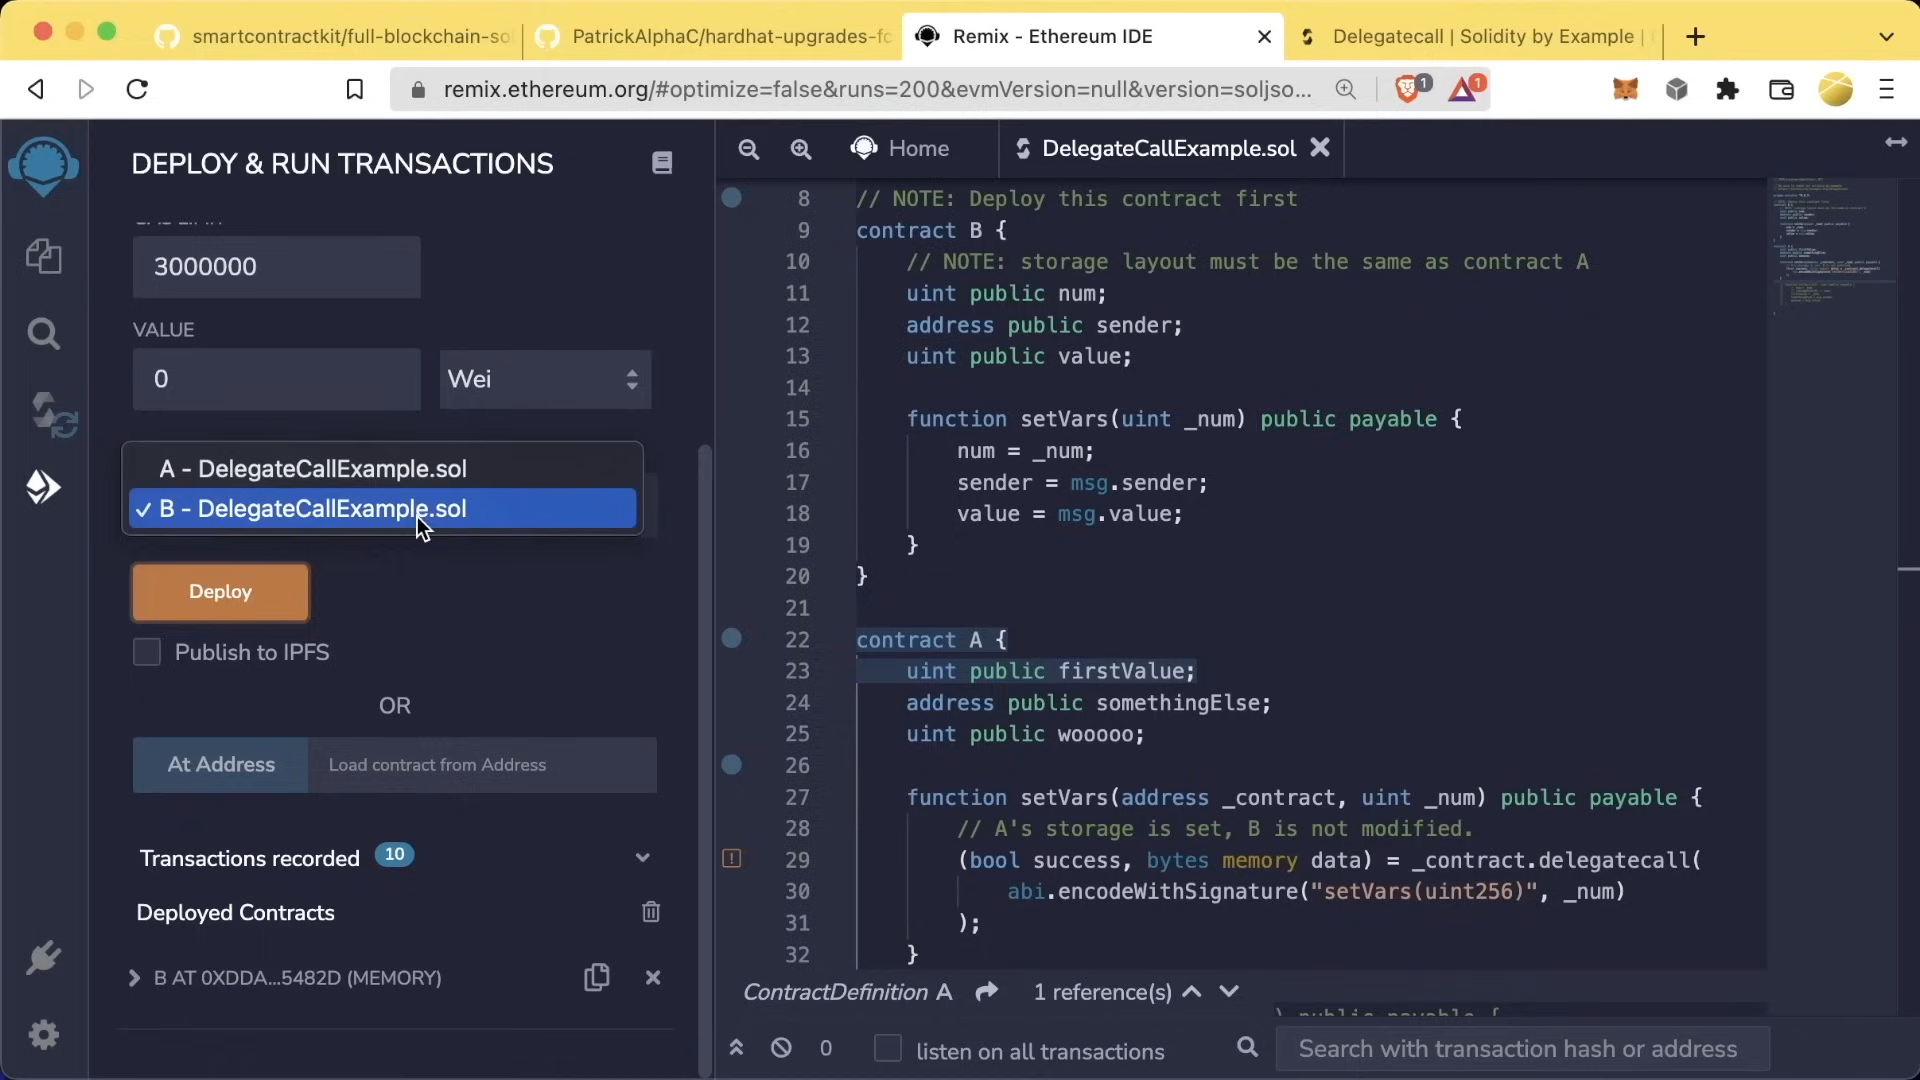 smartcontractkit/full-blockchain-so
PatrickAlphaC/hardhat-upgrades-fc
Remix - Ethereum IDE
Delegatecall | Solidity by Example |
remix.ethereum.org/#optimize=false&runs=200&evmVersion=null&version=soljso...
1
1
DEPLOY & RUN TRANSACTIONS
3000000
VALUE
0
Wei
A - DelegateCallExample.sol
✓ B - DelegateCallExample.sol
Deploy
Publish to IPFS
OR
At Address
Load contract from Address
Transactions recorded 10
Deployed Contracts
B AT 0XDDA...5482D (MEMORY)
Home
DelegateCallExample.sol
8 // NOTE: Deploy this contract first
9 contract B {
10 // NOTE: storage layout must be the same as contract A
11 uint public num;
12 address public sender;
13 uint public value;
14
15 function setVars(uint _num) public payable {
16 num = _num;
17 sender = msg.sender;
18 value = msg.value;
19 }
20 }
21
22 contract A {
23 uint public firstValue;
24 address public somethingElse;
25 uint public wooooo;
26
27 function setVars(address _contract, uint _num) public payable {
28 // A's storage is set, B is not modified.
29 (bool success, bytes memory data) = _contract.delegatecall(
30 abi.encodeWithSignature("setVars(uint256)", _num)
31 );
32 }
ContractDefinition A
1 reference(s)
0
listen on all transactions
Search with transaction hash or address